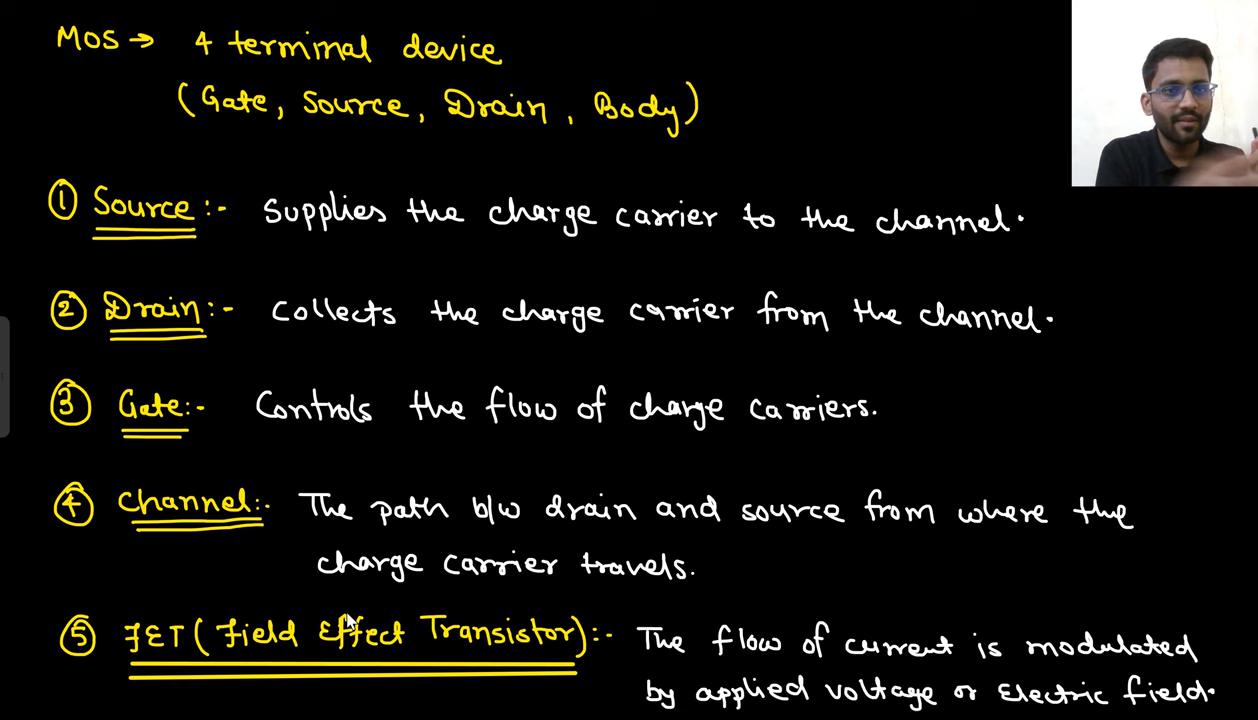 MOS → 4 terminal device
(Gate, Source, Drain, Body)
① Source :- Supplies the charge carrier to the channel.
② Drain :- Collects the charge carrier from the channel.
③ Gate :- Controls the flow of charge carriers.
④ Channel :- The path b/w drain and source from where the
charge carrier travels.
⑤ FET (Field Effect Transistor) :- The flow of current is modulated
by applied voltage or Electric field.